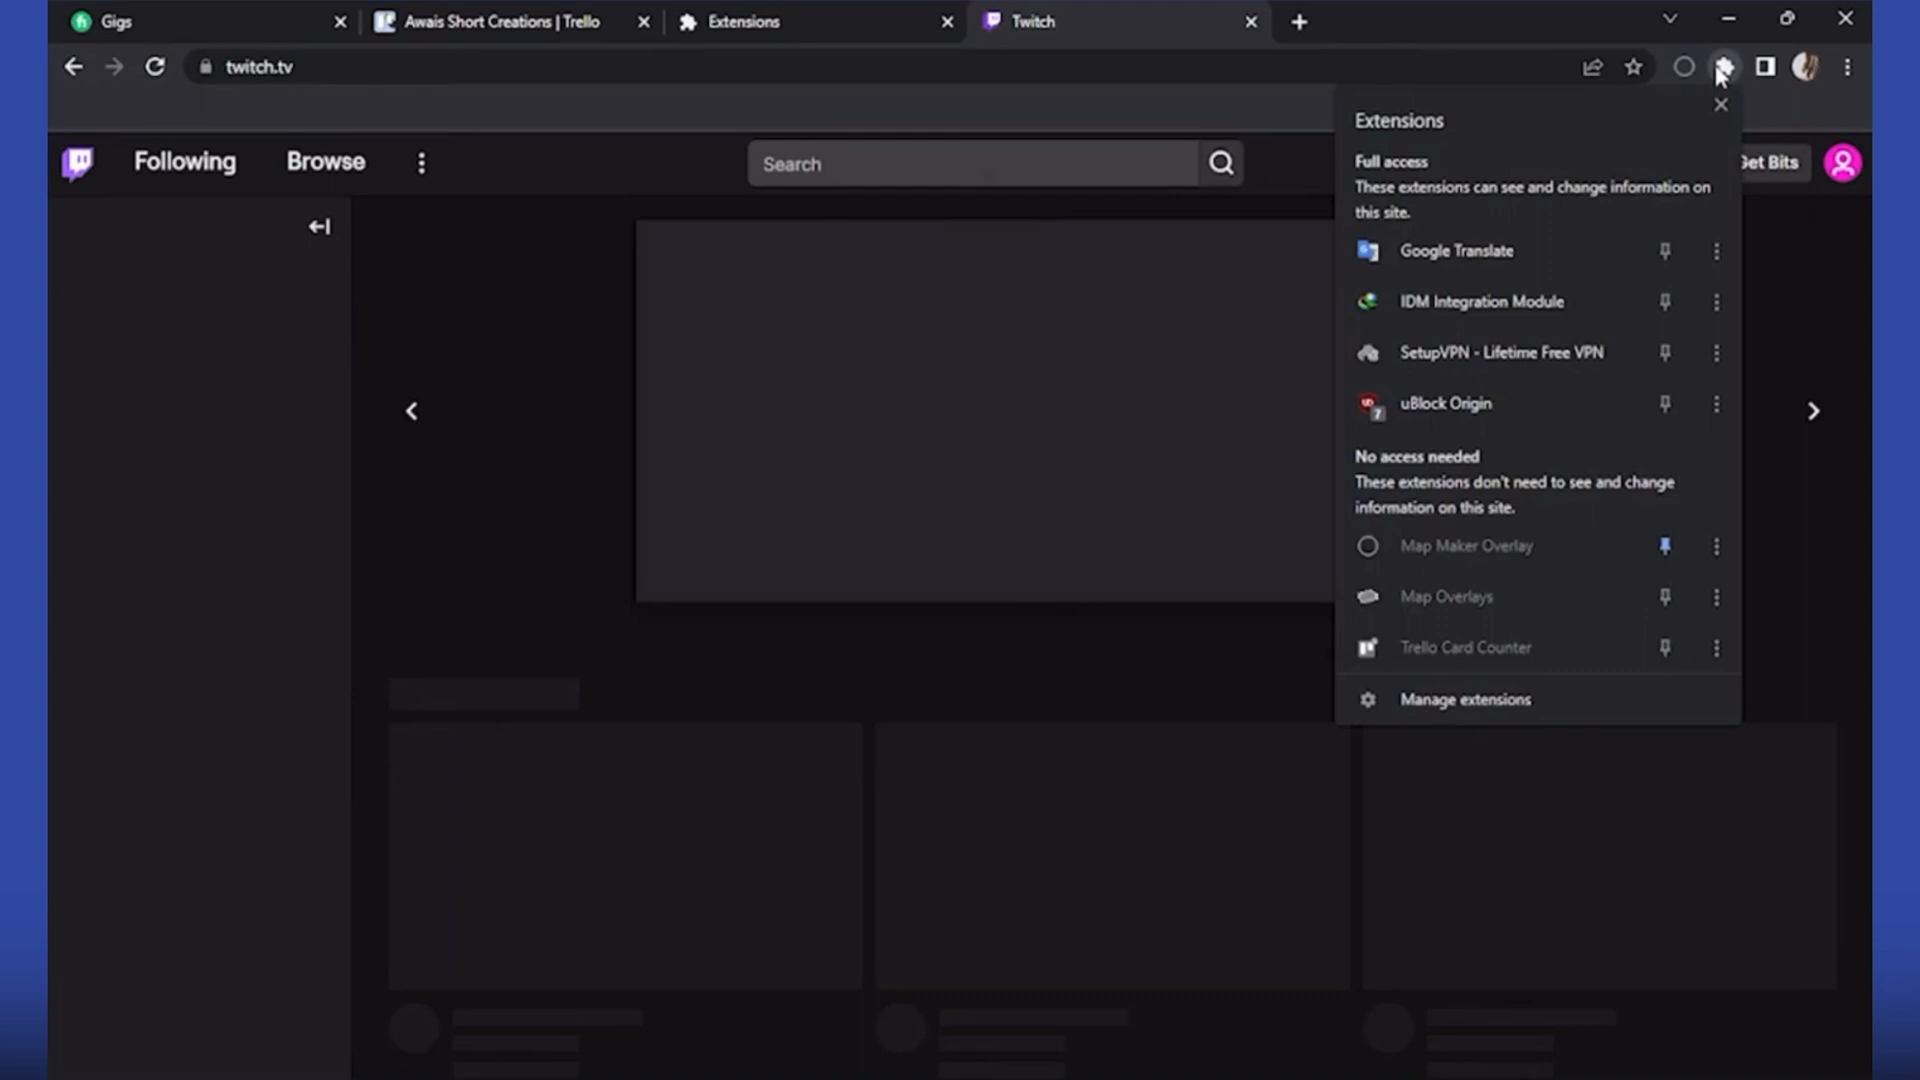 Gigs
Awais Short Creations | Trello
Extensions
Twitch
twitch.tv
Following
Browse
Search
Get Bits
Extensions
Full access
These extensions can see and change information on
this site.
Google Translate
IDM Integration Module
SetupVPN - Lifetime Free VPN
7
uBlock Origin
No access needed
These extensions don't need to see and change
information on this site.
Map Maker Overlay
Map Overlays
Trello Card Counter
Manage extensions